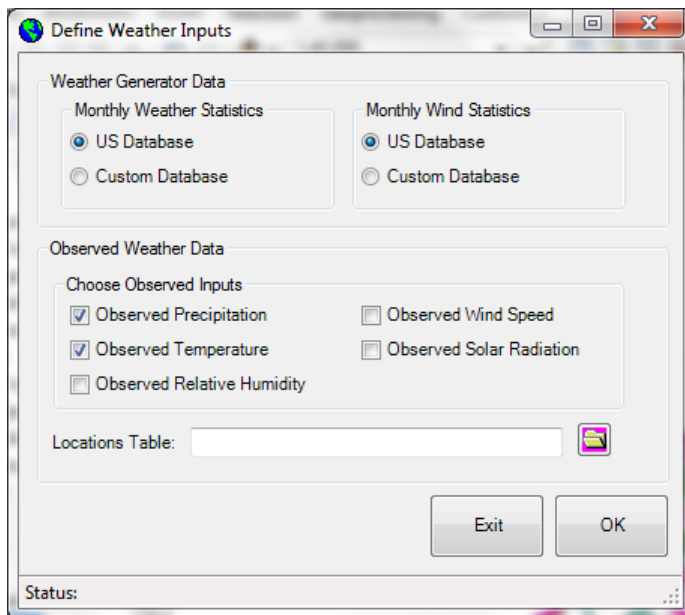 Define Weather Inputs
Weather Generator Data
Monthly Weather Statistics
US Database
Custom Database
Monthly Wind Statistics
US Database
Custom Database
Observed Weather Data
Choose Observed Inputs
Observed Precipitation
Observed Wind Speed
Observed Temperature
Observed Solar Radiation
Observed Relative Humidity
Locations Table:
Exit
OK
Status: